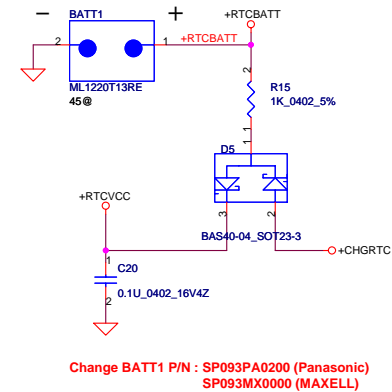 BATT1
- +
+RTCBATT
2 1 +RTCBATT
ML1220T13RE
45@
2
R15
1K_0402_5%
1
1
D5
+RTCVCC
3 2
BAS40-04_SOT23-3
+CHGRTC
1
C20
0.1U_0402_16V4Z
2
Change BATT1 P/N : SP093PA0200 (Panasonic)
SP093MX0000 (MAXELL)